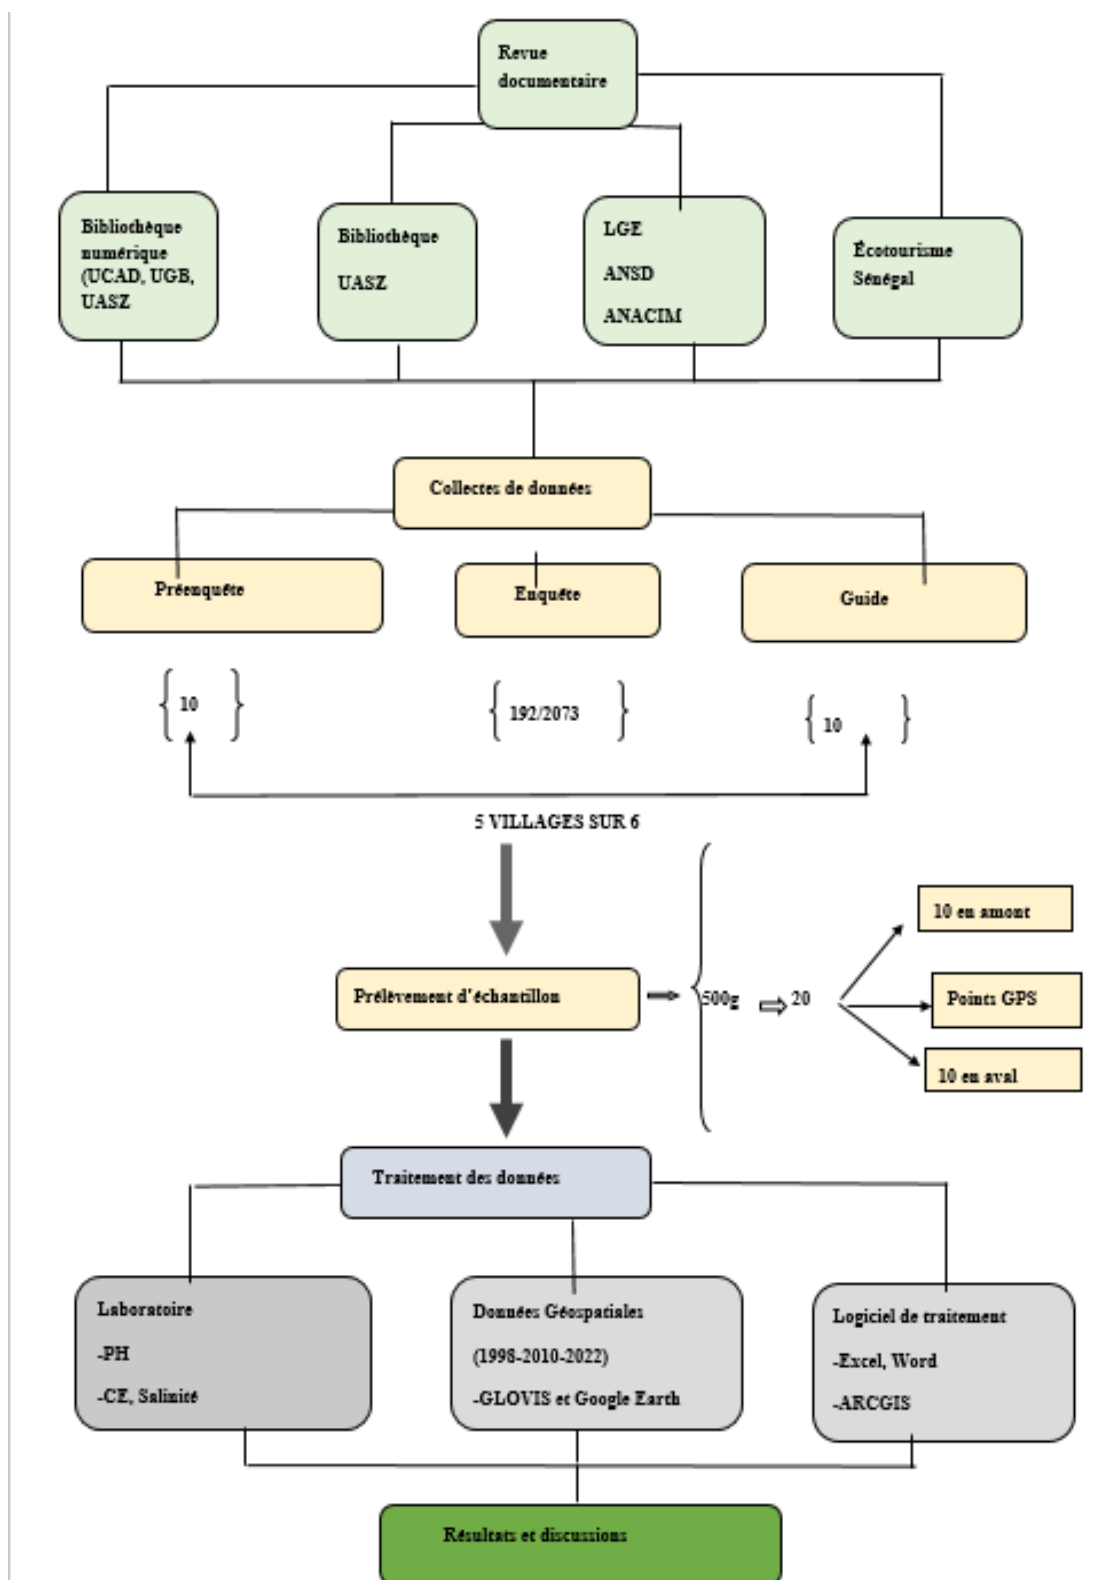 Revue
documentaire
Bibliothèque
numérique
(UCAD, UGB,
UASZ
Bibliothèque
UASZ
LGE
ANSD
ANACIM
Écotourisme
Sénégal
Collectes de données
Préenquête
Enquête
Guide
{ 10 }
{ 192/2073 }
{ 10 }
5 VILLAGES SUR 6
Prélèvement d'échantillon
500g
20
10 en amont
Points GPS
10 en aval
Traitement des données
Laboratoire
-PH
-CE, Salinité
Données Géospatiales
(1998-2010-2022)
-GLOVIS et Google Earth
Logiciel de traitement
-Excel, Word
-ARCGIS
Résultats et discussions